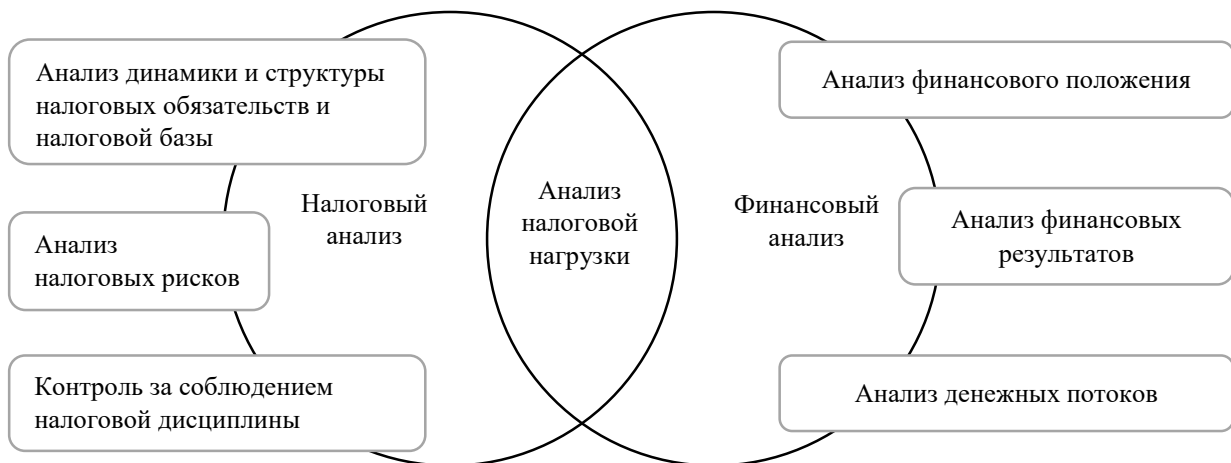 Анализ динамики и структуры
налоговых обязательств и
налоговой базы
Анализ
налоговых рисков
Контроль за соблюдением
налоговой дисциплины
Налоговый
анализ
Анализ
налоговой
нагрузки
Финансовый
анализ
Анализ финансового положения
Анализ финансовых
результатов
Анализ денежных потоков